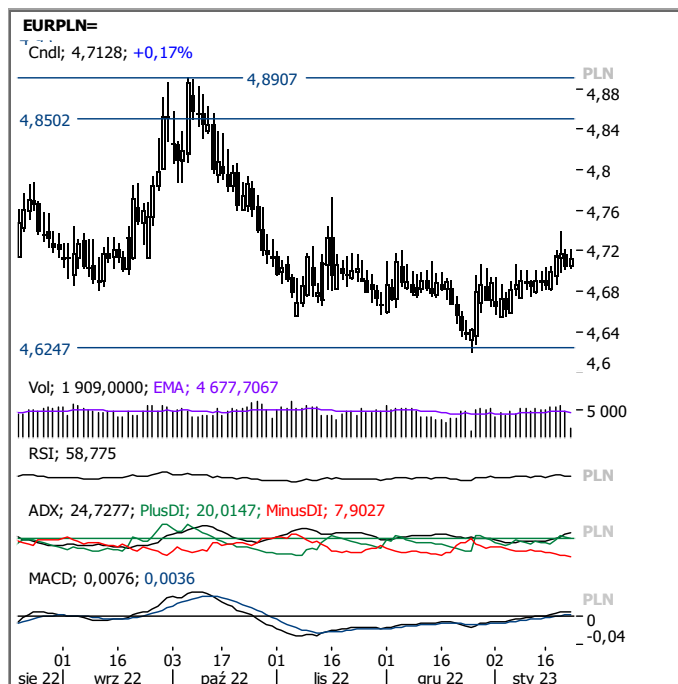 EURPLN=
Cndl; 4,7128; +0,17%
PLN
4,8907
4,88
4,8502
4,84
4,8
4,76
4,72
4,68
4,64
4,6247
4,6
Vol; 1 909,0000; EMA; 4 677,7067
5 000
RSI; 58,775
PLN
ADX; 24,7277; PlusDI; 20,0147; MinusDI; 7,9027
PLN
MACD; 0,0076; 0,0036
PLN
0
-0,04
01 16 03 17 01 16 01 16 02 16
sie 22 wrz 22 paź 22 lis 22 gru 22 sty 23